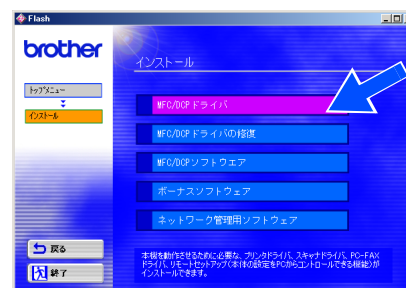 Flash
brother
インストール
トップメニュー
インストール
MFC/DCPドライバ
MFC/DCPドライバの修復
MFC/DCPソフトウエア
ボーナスソフトウェア
ネットワーク管理用ソフトウェア
戻る
終了
本機を動作させるために必要な、プリンタドライバ、スキャナドライバ、PC-FAX
ドライバ、リモートセットアップ(本体の設定をPCからコントロールできる機能)が
インストールできます。